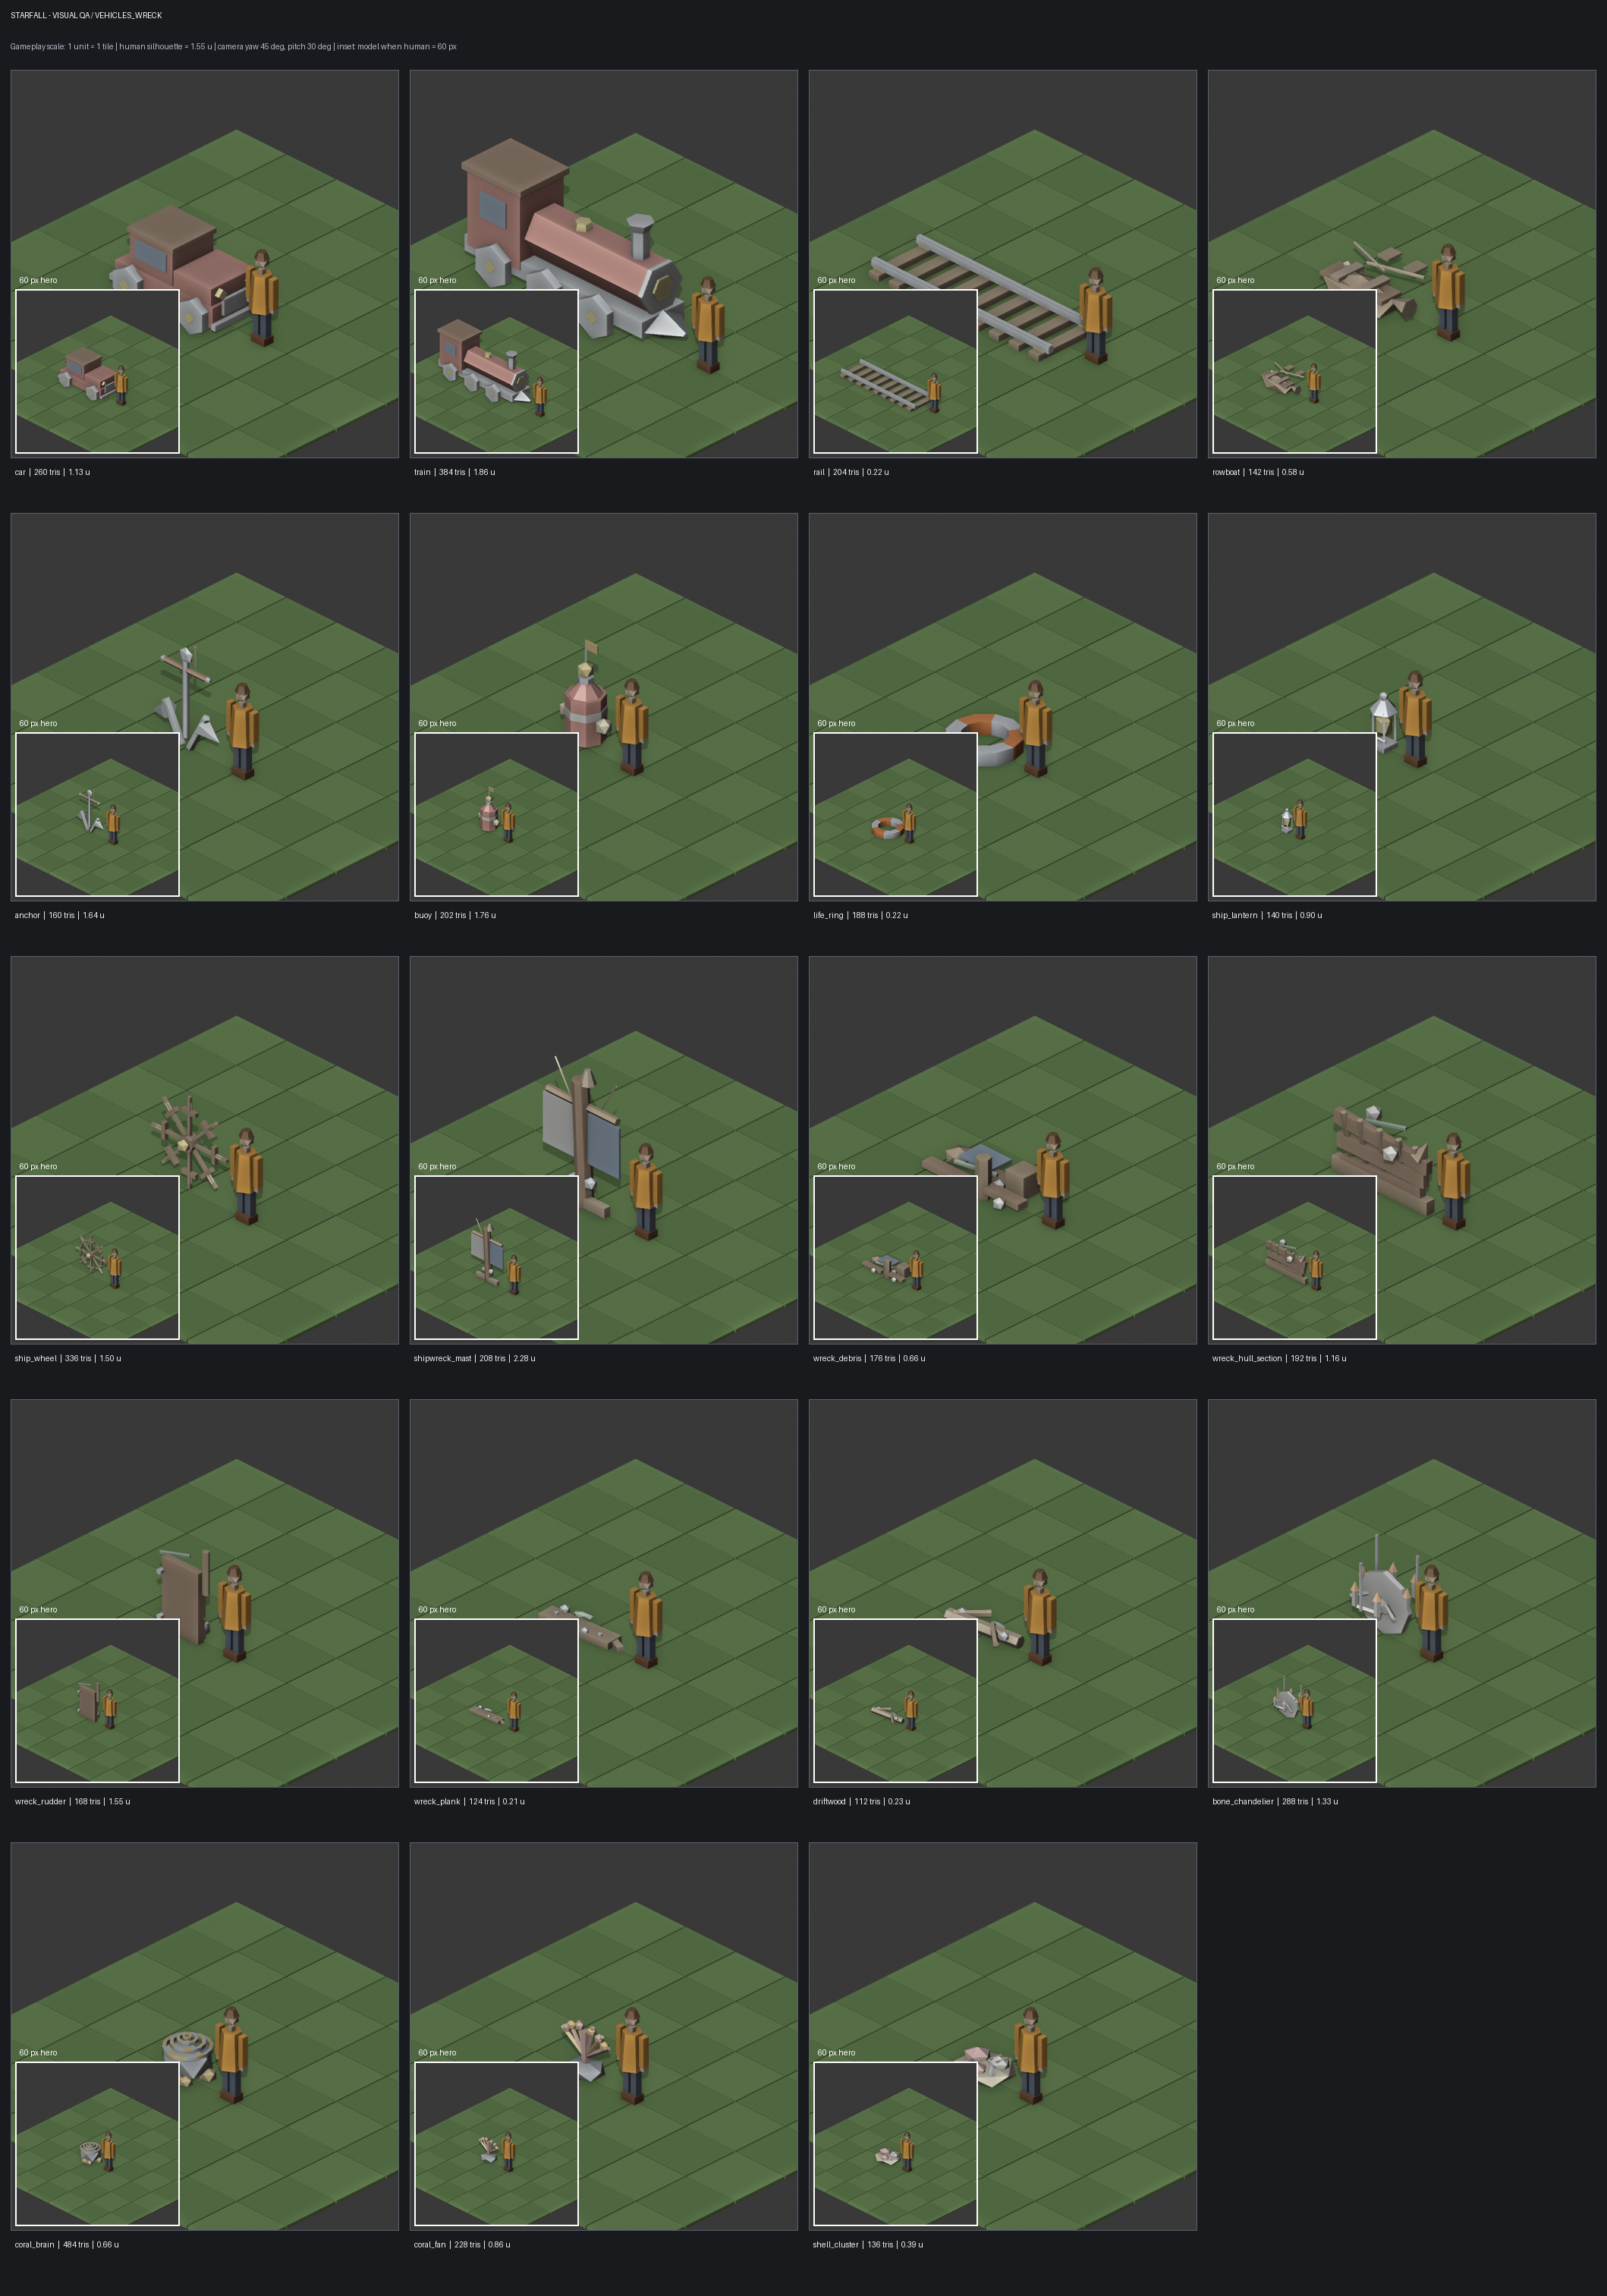 STARFALL - VISUAL QA / VEHICLES_WRECK
Gameplay scale: 1 unit = 1 tile | human silhouette = 1.55 u | camera yaw 45 deg, pitch 30 deg | inset: model when human = 60 px
60 px hero
60 px hero
60 px hero
60 px hero
car | 260 tris | 1.13 u
train | 384 tris | 1.86 u
rail | 204 tris | 0.22 u
rowboat | 142 tris | 0.58 u
60 px hero
60 px hero
60 px hero
60 px hero
anchor | 160 tris | 1.64 u
buoy | 202 tris | 1.76 u
life_ring | 188 tris | 0.22 u
ship_lantern | 140 tris | 0.90 u
60 px hero
60 px hero
60 px hero
60 px hero
ship_wheel | 336 tris | 1.50 u
shipwreck_mast | 208 tris | 2.28 u
wreck_debris | 176 tris | 0.66 u
wreck_hull_section | 192 tris | 1.16 u
60 px hero
60 px hero
60 px hero
60 px hero
wreck_rudder | 168 tris | 1.55 u
wreck_plank | 124 tris | 0.21 u
driftwood | 112 tris | 0.23 u
bone_chandelier | 288 tris | 1.33 u
60 px hero
60 px hero
60 px hero
coral_brain | 484 tris | 0.66 u
coral_fan | 228 tris | 0.86 u
shell_cluster | 136 tris | 0.39 u